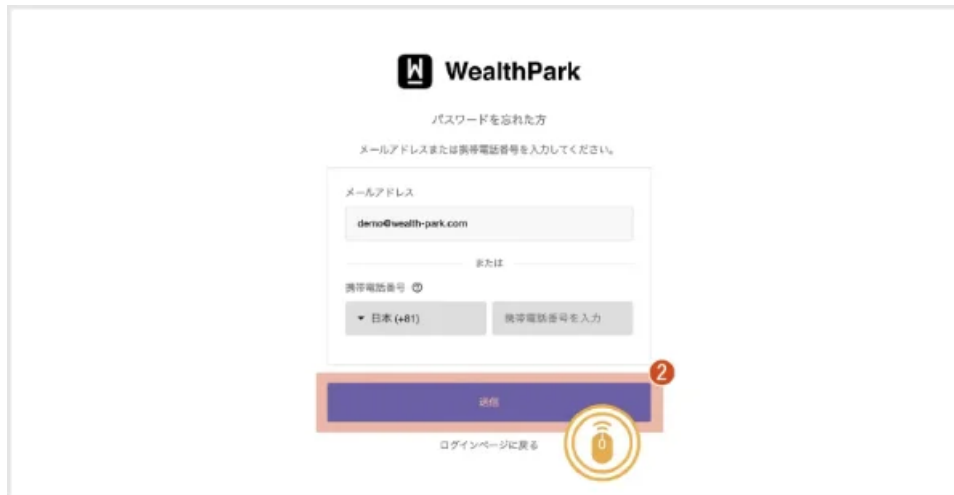 WealthPark
パスワードを忘れた方
メールアドレスまたは携帯電話番号を入力してください。
メールアドレス
demo@wealth-park.com
または
携帯電話番号 ?
日本 (+81) 携帯電話番号を入力
2
送信
ログインページに戻る